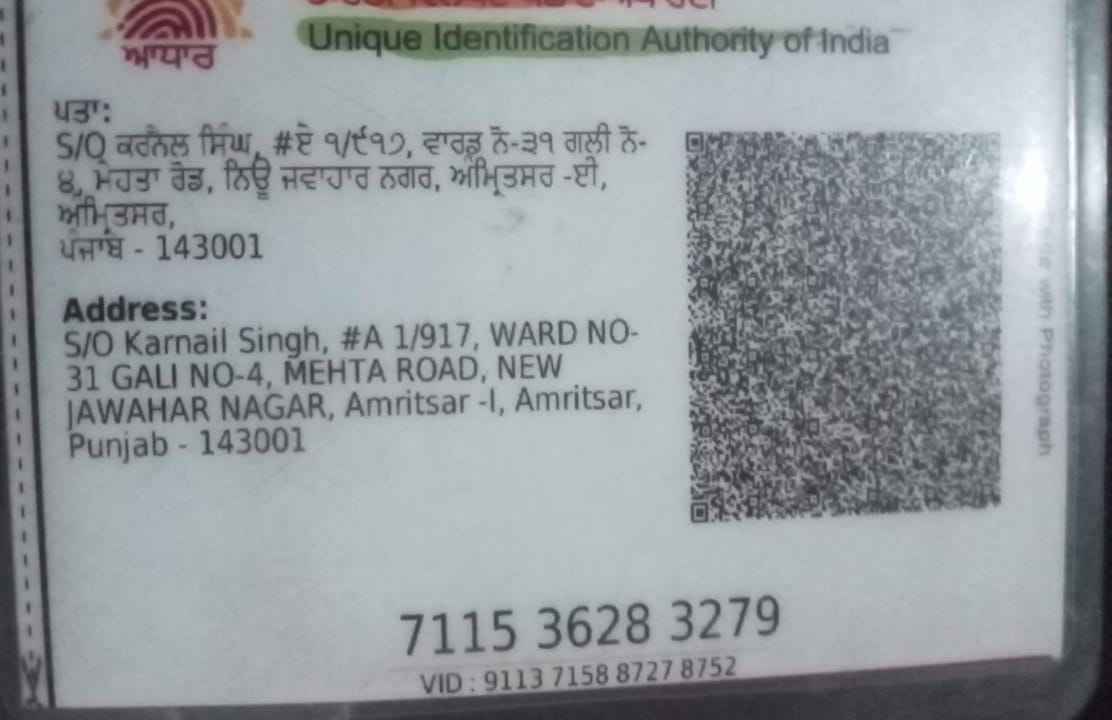 ਆਧਾਰ
Unique Identification Authority of India
ਪਤਾ:
S/O ਕਰਨੈਲ ਸਿੰਘ, #ਏ ੧/੯੧੭, ਵਾਰਡ ਨੋ-੩੧ ਗਲੀ ਨੋ-
੪, ਮੇਹਤਾ ਰੋਡ, ਨਿਊ ਜਵਾਹਾਰ ਨਗਰ, ਅੰਮ੍ਰਿਤਸਰ -ਈ,
ਅੰਮ੍ਰਿਤਸਰ,
ਪੰਜਾਬ - 143001
Address:
S/O Karnail Singh, #A 1/917, WARD NO-
31 GALI NO-4, MEHTA ROAD, NEW
JAWAHAR NAGAR, Amritsar -I, Amritsar,
Punjab - 143001
with Photograph
7115 3628 3279
VID : 9113 7158 8727 8752